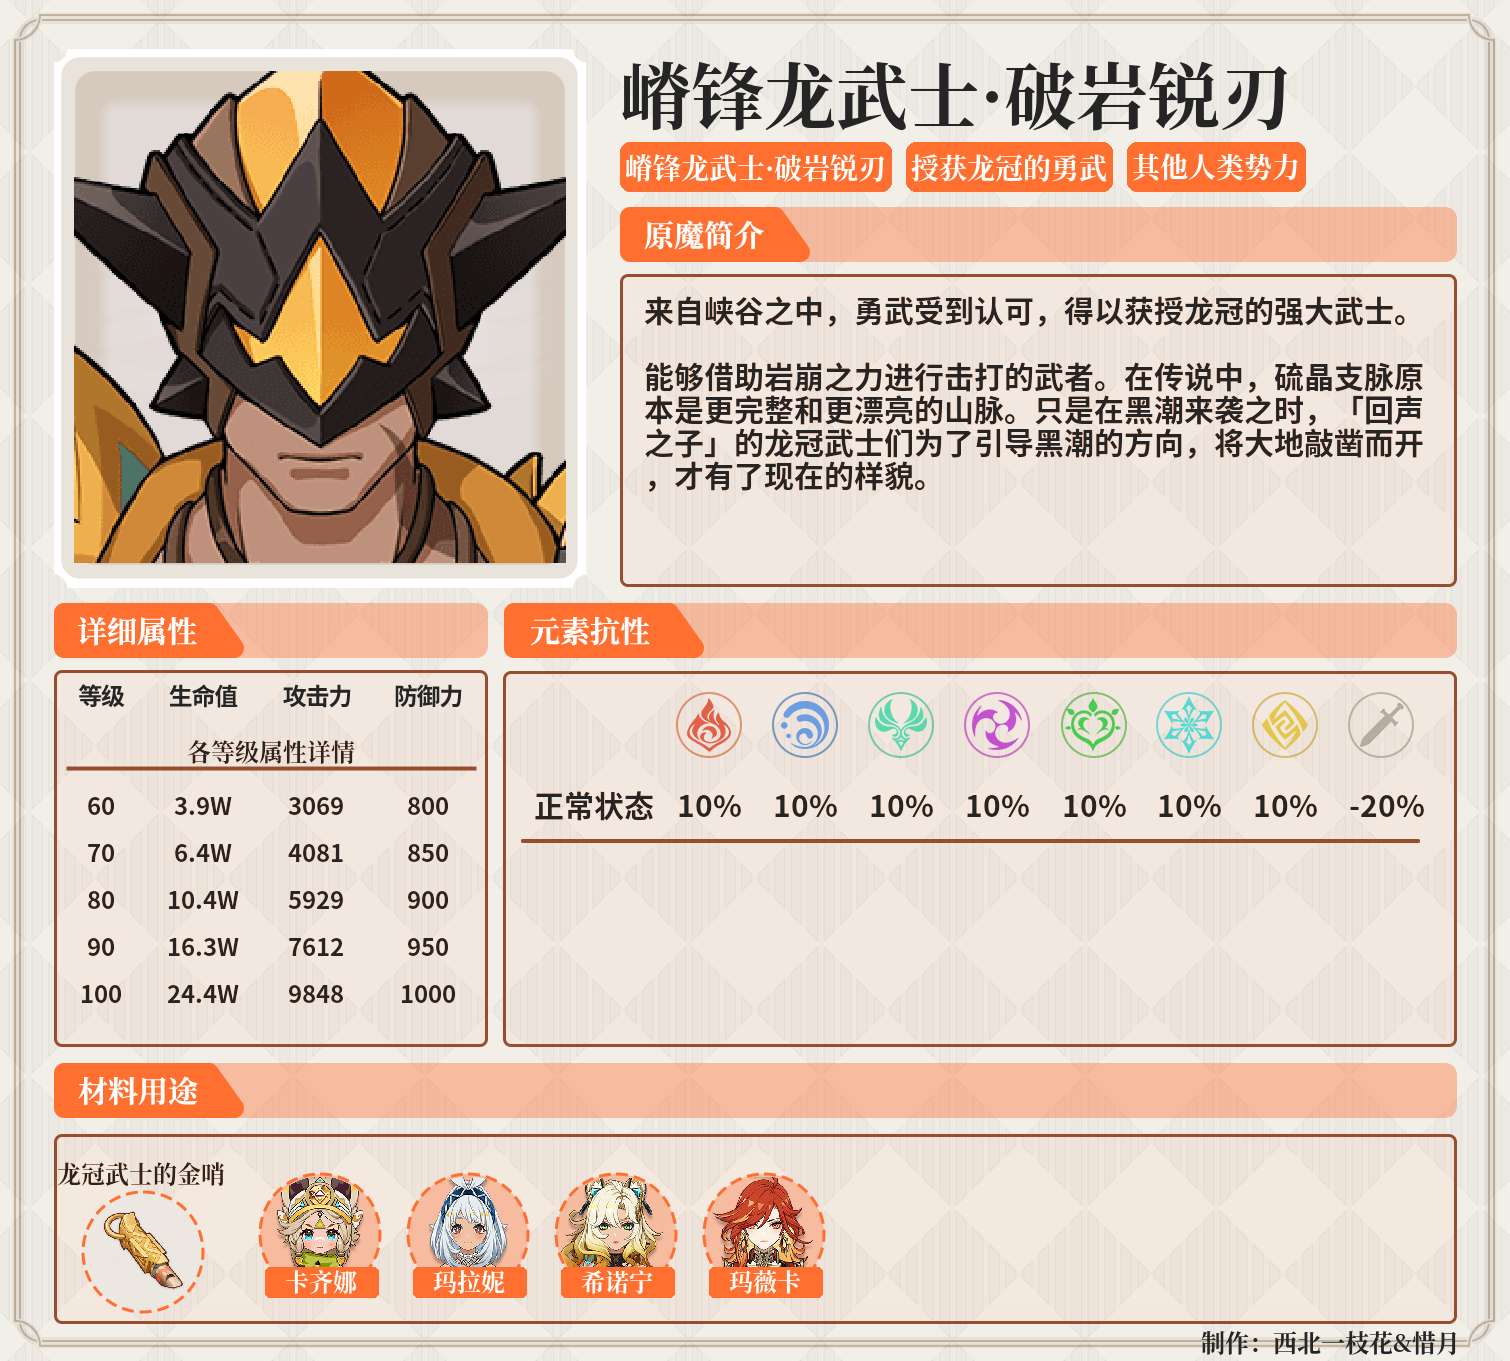 嵴锋龙武士·破岩锐刃
嵴锋龙武士·破岩锐刃 授获龙冠的勇武 其他人类势力
原魔简介
来自峡谷之中，勇武受到认可，得以获授龙冠的强大武士。
能够借助岩崩之力进行击打的武者。在传说中，硫晶支脉原
本是更完整和更漂亮的山脉。只是在黑潮来袭之时，「回声
之子」的龙冠武士们为了引导黑潮的方向，将大地敲凿而开
，才有了现在的样貌。
详细属性
等级 生命值 攻击力 防御力
各等级属性详情
60 3.9W 3069 800
70 6.4W 4081 850
80 10.4W 5929 900
90 16.3W 7612 950
100 24.4W 9848 1000
元素抗性
正常状态 10% 10% 10% 10% 10% 10% 10% -20%
材料用途
龙冠武士的金哨
卡齐娜 玛拉妮 希诺宁 玛薇卡
制作：西北一枝花&惜月